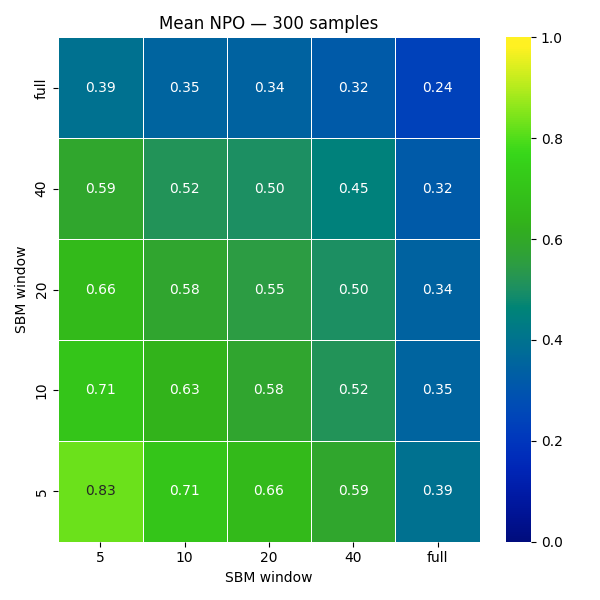 Mean NPO — 300 samples
full 0.39 0.35 0.34 0.32 0.24
40 0.59 0.52 0.50 0.45 0.32
20 0.66 0.58 0.55 0.50 0.34
10 0.71 0.63 0.58 0.52 0.35
5 0.83 0.71 0.66 0.59 0.39
SBM window
5 10 20 40 full
SBM window
1.0
0.8
0.6
0.4
0.2
0.0